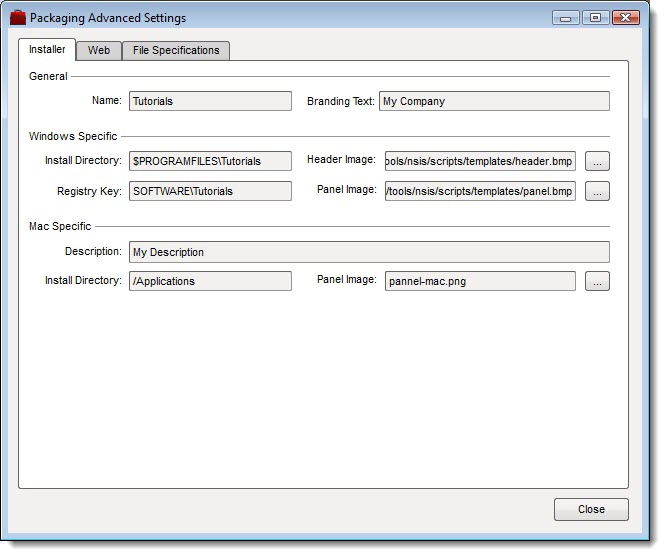 Packaging Advanced Settings
Installer Web File Specifications
General
Name: Tutorials Branding Text: My Company
Windows Specific
Install Directory: $PROGRAMFILES\Tutorials Header Image: ools/nsis/scripts/templates/header.bmp ...
Registry Key: SOFTWARE\Tutorials Panel Image: /tools/nsis/scripts/templates/panel.bmp ...
Mac Specific
Description: My Description
Install Directory: /Applications Panel Image: pannel-mac.png ...
Close